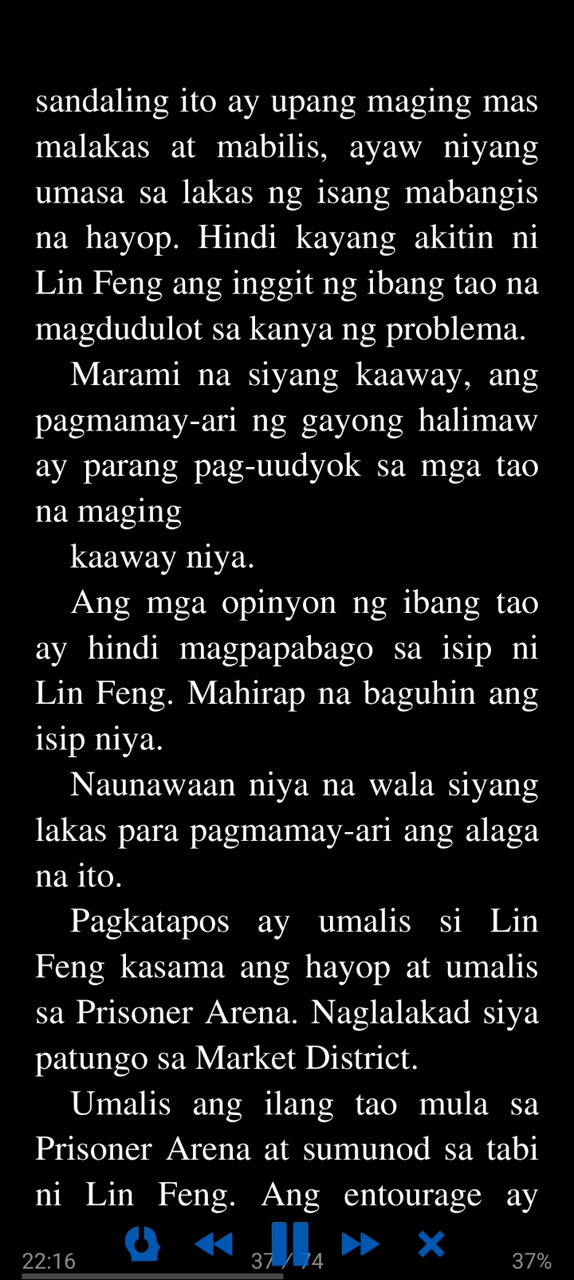 sandaling ito ay upang maging mas
malakas at mabilis, ayaw niyang
umasa sa lakas ng isang mabangis
na hayop. Hindi kayang akitin ni
Lin Feng ang inggit ng ibang tao na
magdudulot sa kanya ng problema.
Marami na siyang kaaway, ang
pagmamay-ari ng gayong halimaw
ay parang pag-uudyok sa mga tao
na maging
kaaway niya.
Ang mga opinyon ng ibang tao
ay hindi magpapabago sa isip ni
Lin Feng. Mahirap na baguhin ang
isip niya.
Naunawaan niya na wala siyang
lakas para pagmamay-ari ang alaga
na ito.
Pagkatapos ay umalis si Lin
Feng kasama ang hayop at umalis
sa Prisoner Arena. Naglalakad siya
patungo sa Market District.
Umalis ang ilang tao mula sa
Prisoner Arena at sumunod sa tabi
ni Lin Feng. Ang entourage ay
22:16 37 / 74 37%